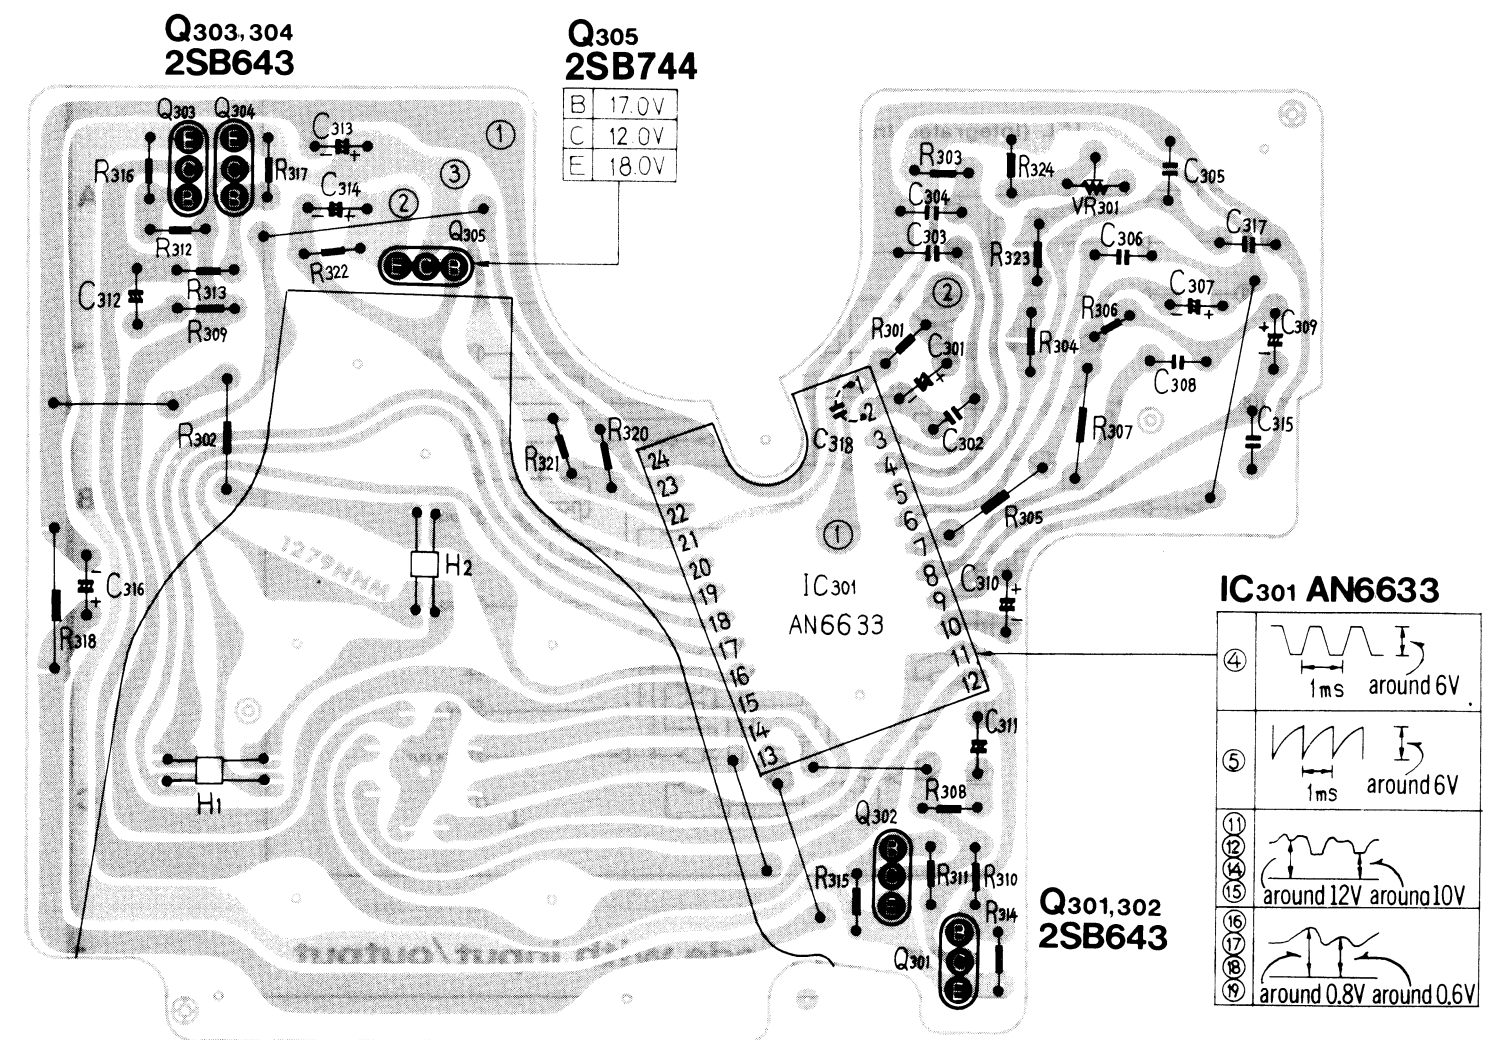 Q303,304
2SB643
Q305
2SB744
B 17.0V
C 12.0V
E 18.0V
Q303
Q304
C313
①
R316
E
C
B
E
C
B
R317
C314
③
②
A
R312
Q305
E C B
R322
C312
R313
R309
R302
R321
R320
B
1279MMM
H2
C316
R318
H1
R303
R324
C305
C304
VR301
C303
R323
C306
C317
②
C307
R301
C301
R304
R306
C309
C308
C318
C302
R307
C315
R305
①
IC301
AN6633
1
2
3
4
5
6
7
8
9
10
11
12
24
23
22
21
20
19
18
17
16
15
14
13
C310
C311
R308
Q302
B
C
E
R315
R311
R310
R314
Q301
B
C
E
Q301,302
2SB643
IC301 AN6633
④ 1ms around 6V
⑤ 1ms around 6V
⑪
⑫
⑭
⑮ around 12V around 10V
⑯
⑰
⑱
⑲ around 0.8V around 0.6V
ode with input/output